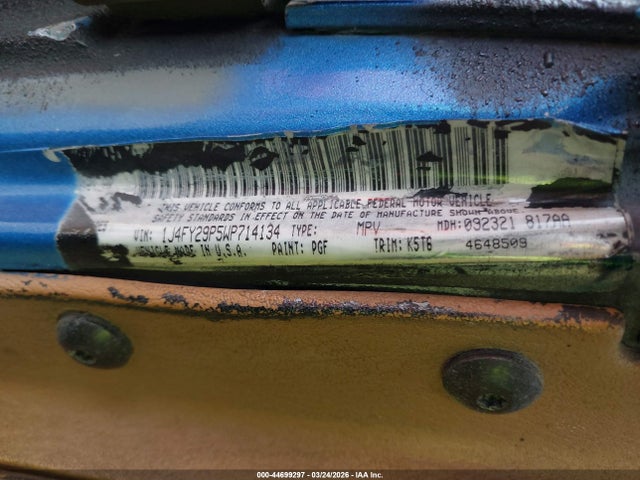 THIS VEHICLE CONFORMS TO ALL APPLICABLE FEDERAL MOTOR VEHICLE
SAFETY STANDARDS IN EFFECT ON THE DATE OF MANUFACTURE SHOWN ABOVE
VIN: 1J4FY29P5WP714134 TYPE: MPV MDH: 092321 817AA
VEHICLE MADE IN U.S.A. PAINT: PGF TRIM: K5T6 4648509
000-44699297 - 03/24/2026 - IAA Inc.